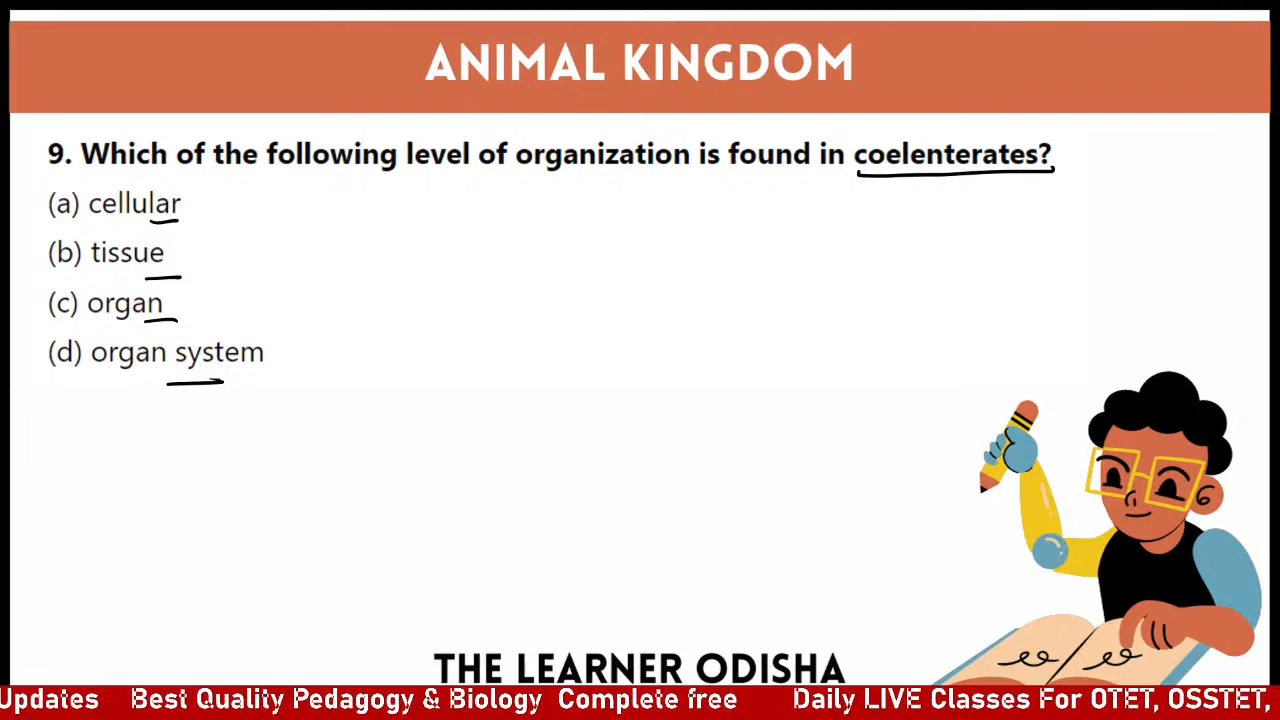 ANIMAL KINGDOM
9. Which of the following level of organization is found in coelenterates?
(a) cellular
(b) tissue
(c) organ
(d) organ system
THE LEARNER ODISHA
Updates Best Quality Pedagogy & Biology Complete free Daily LIVE Classes For OTET, OSSTET,